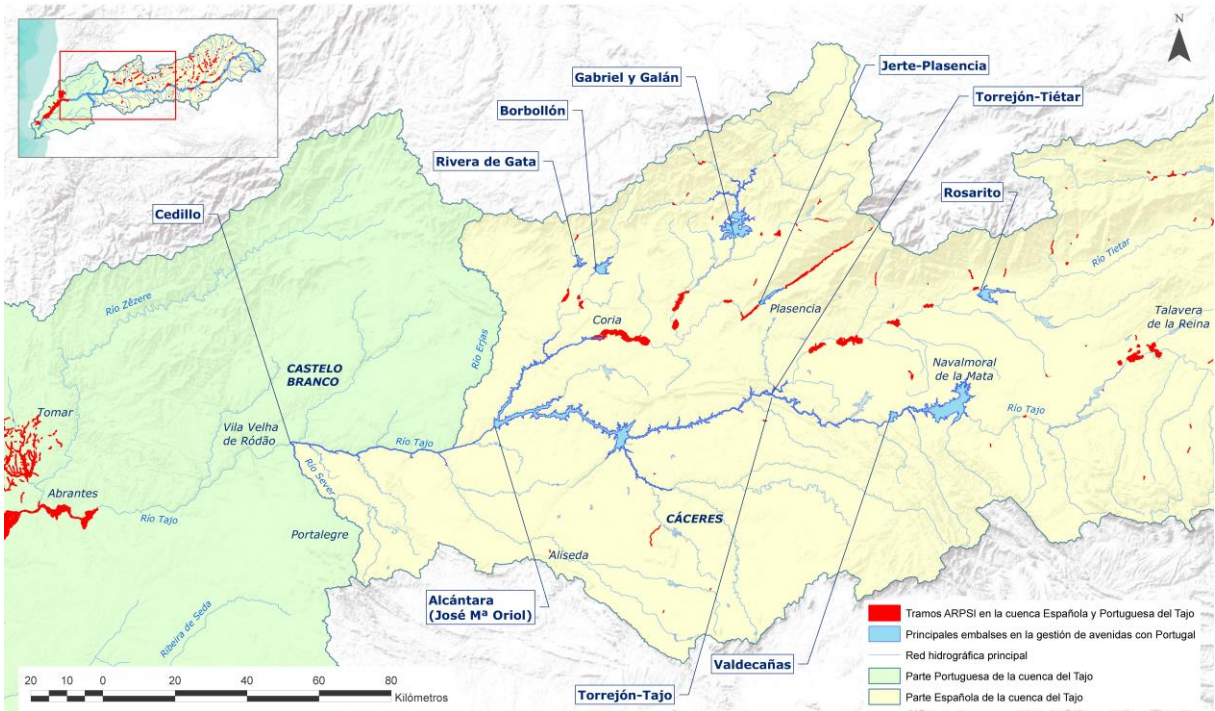 N
Jerte-Plasencia
Gabriel y Galán
Torrejón-Tiétar
Borbollón
Rivera de Gata
Rosarito
Cedillo
Río Tietar
Río Zêzere
Plasencia
Talavera
de la Reina
Coria
Río Erjas
CASTELO
BRANCO
Navalmoral
de la Mata
Tomar
Vila Velha
de Ródão
Río Tajo
Río Tajo
Río Sever
Abrantes
Río Tajo
CÁCERES
Portalegre
Aliseda
Ribeira de Seda
Alcántara
(José Mª Oriol)
Valdecañas
Torrejón-Tajo
Tramos ARPSI en la cuenca Española y Portuguesa del Tajo
Principales embalses en la gestión de avenidas con Portugal
Red hidrográfica principal
Parte Portuguesa de la cuenca del Tajo
Parte Española de la cuenca del Tajo
20 10 0 20 40 60 80
Kilómetros